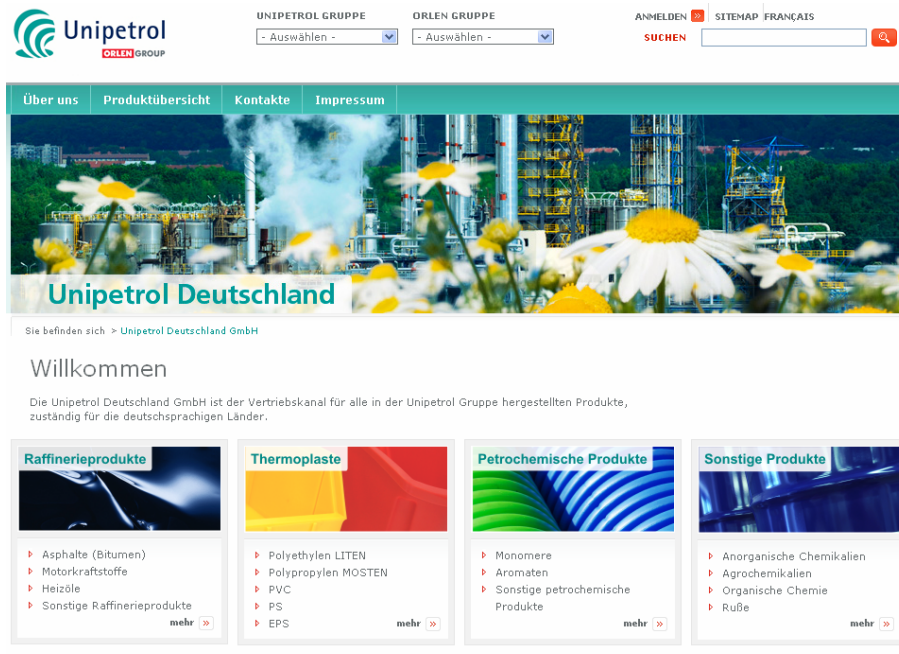 Unipetrol
ORLEN GROUP
UNIPETROL GRUPPE
ORLEN GRUPPE
ANMELDEN
SITEMAP
FRANÇAIS
- Auswählen -
- Auswählen -
SUCHEN
Über uns
Produktübersicht
Kontakte
Impressum
Unipetrol Deutschland
Sie befinden sich > Unipetrol Deutschland GmbH
Willkommen
Die Unipetrol Deutschland GmbH ist der Vertriebskanal für alle in der Unipetrol Gruppe hergestellten Produkte,
zuständig für die deutschsprachigen Länder.
Raffinerieprodukte
Asphalte (Bitumen)
Motorkraftstoffe
Heizöle
Sonstige Raffinerieprodukte
mehr »
Thermoplaste
Polyethylen LITEN
Polypropylen MOSTEN
PVC
PS
EPS
mehr »
Petrochemische Produkte
Monomere
Aromaten
Sonstige petrochemische
Produkte
mehr »
Sonstige Produkte
Anorganische Chemikalien
Agrochemikalien
Organische Chemie
Ruße
mehr »